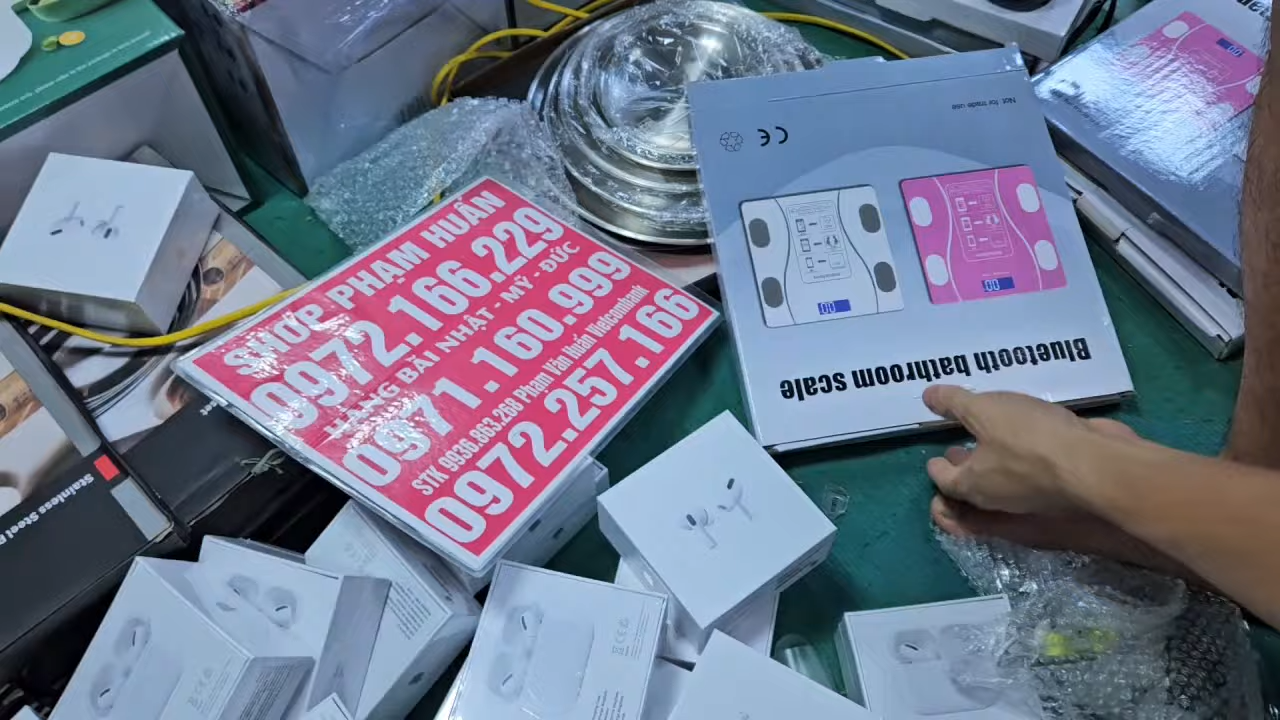 SHOP PHẠM HUẤN
0972.166.229
HÀNG BÃI NHẬT - MỸ - ĐỨC
0971.160.999
STK 9936.863.268 Phạm Văn Huấn Vietcombank
0972.257.166
Not for trade use
CE
Bluetooth bathroom scale
Stainless Steel